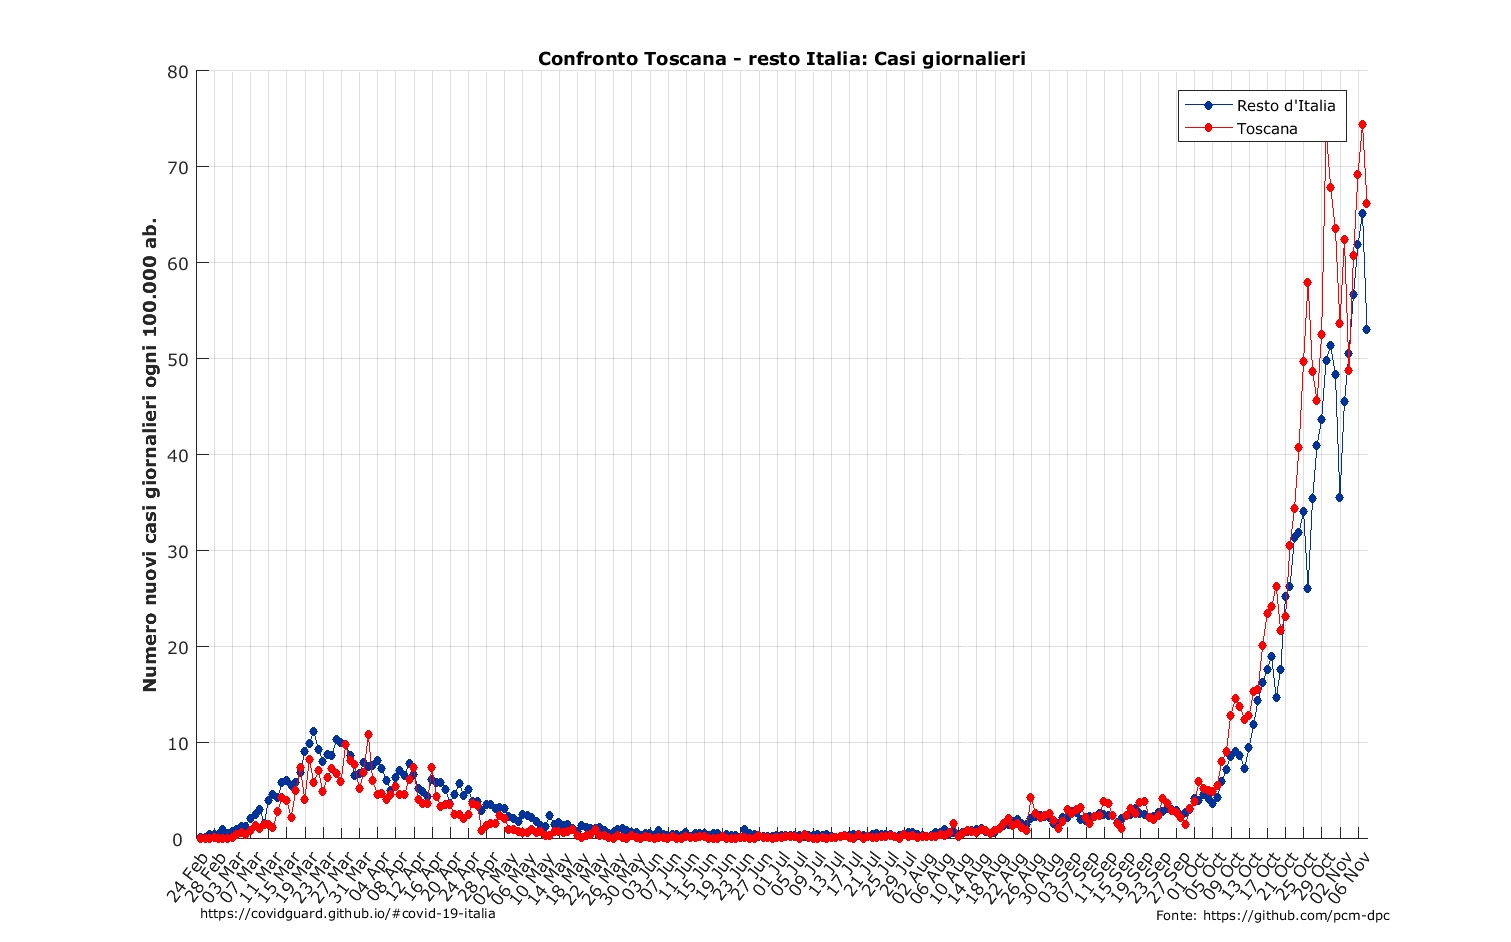 Confronto Toscana - resto Italia: Casi giornalieri
Resto d'Italia
Toscana
Numero nuovi casi giornalieri ogni 100.000 ab.
80
70
60
50
40
30
20
10
0
24 Feb
28 Feb
03 Mar
07 Mar
11 Mar
15 Mar
19 Mar
23 Mar
27 Mar
31 Mar
04 Apr
08 Apr
12 Apr
16 Apr
20 Apr
24 Apr
28 Apr
02 May
06 May
10 May
14 May
18 May
22 May
26 May
30 May
03 Jun
07 Jun
11 Jun
15 Jun
19 Jun
23 Jun
27 Jun
01 Jul
05 Jul
09 Jul
13 Jul
17 Jul
21 Jul
25 Jul
29 Jul
02 Aug
06 Aug
10 Aug
14 Aug
18 Aug
22 Aug
26 Aug
30 Aug
03 Sep
07 Sep
11 Sep
15 Sep
19 Sep
23 Sep
27 Sep
01 Oct
05 Oct
09 Oct
13 Oct
17 Oct
21 Oct
25 Oct
29 Oct
02 Nov
06 Nov
https://covidguard.github.io/#covid-19-italia
Fonte: https://github.com/pcm-dpc